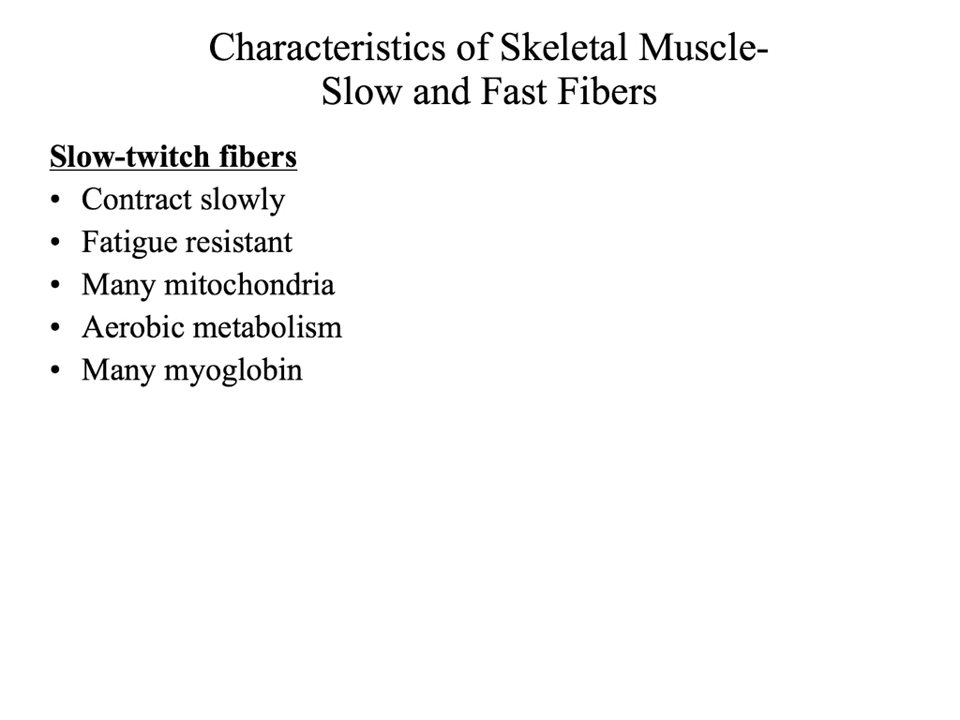 Characteristics of Skeletal Muscle-
Slow and Fast Fibers
Slow-twitch fibers
• Contract slowly
• Fatigue resistant
• Many mitochondria
• Aerobic metabolism
• Many myoglobin